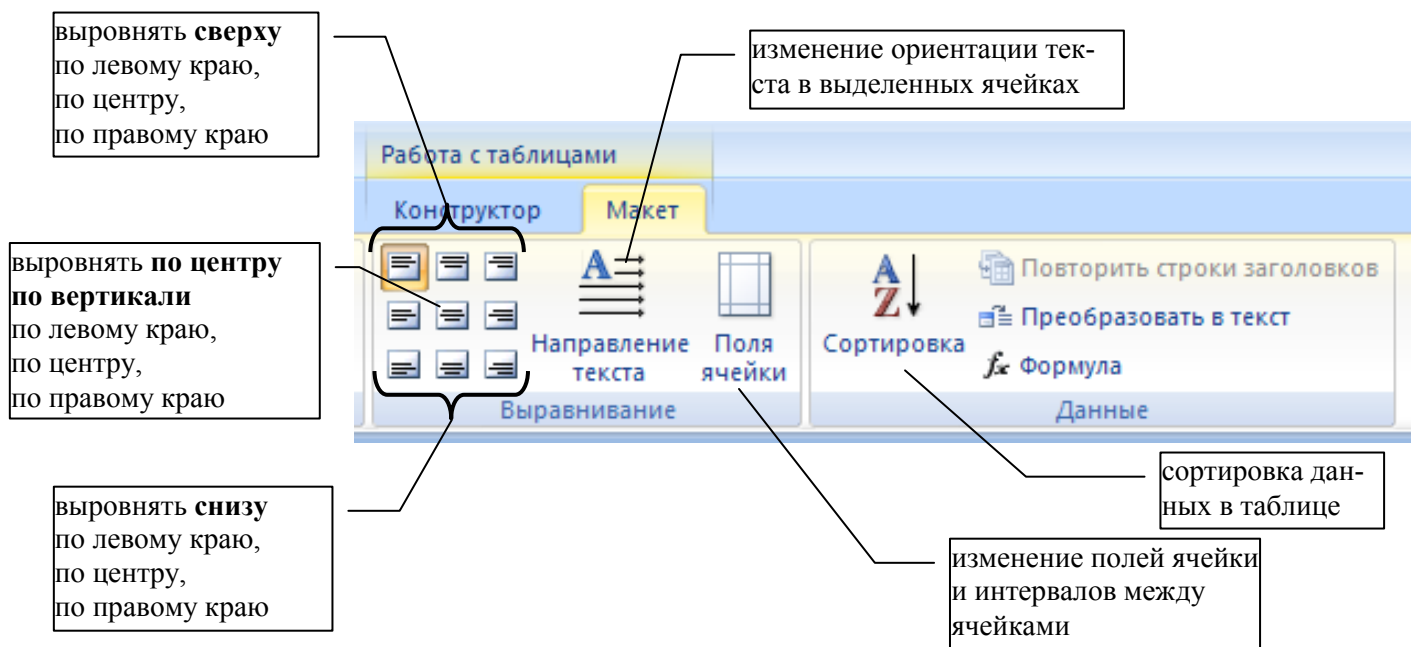 выровнять сверху
по левому краю,
по центру,
по правому краю
изменение ориентации тек-
ста в выделенных ячейках
Работа с таблицами
Конструктор Макет
выровнять по центру
по вертикали
по левому краю,
по центру,
по правому краю
Направление
текста
Поля
ячейки
Выравнивание
Сортировка
Повторить строки заголовков
Преобразовать в текст
fx Формула
Данные
выровнять снизу
по левому краю,
по центру,
по правому краю
сортировка дан-
ных в таблице
изменение полей ячейки
и интервалов между
ячейками